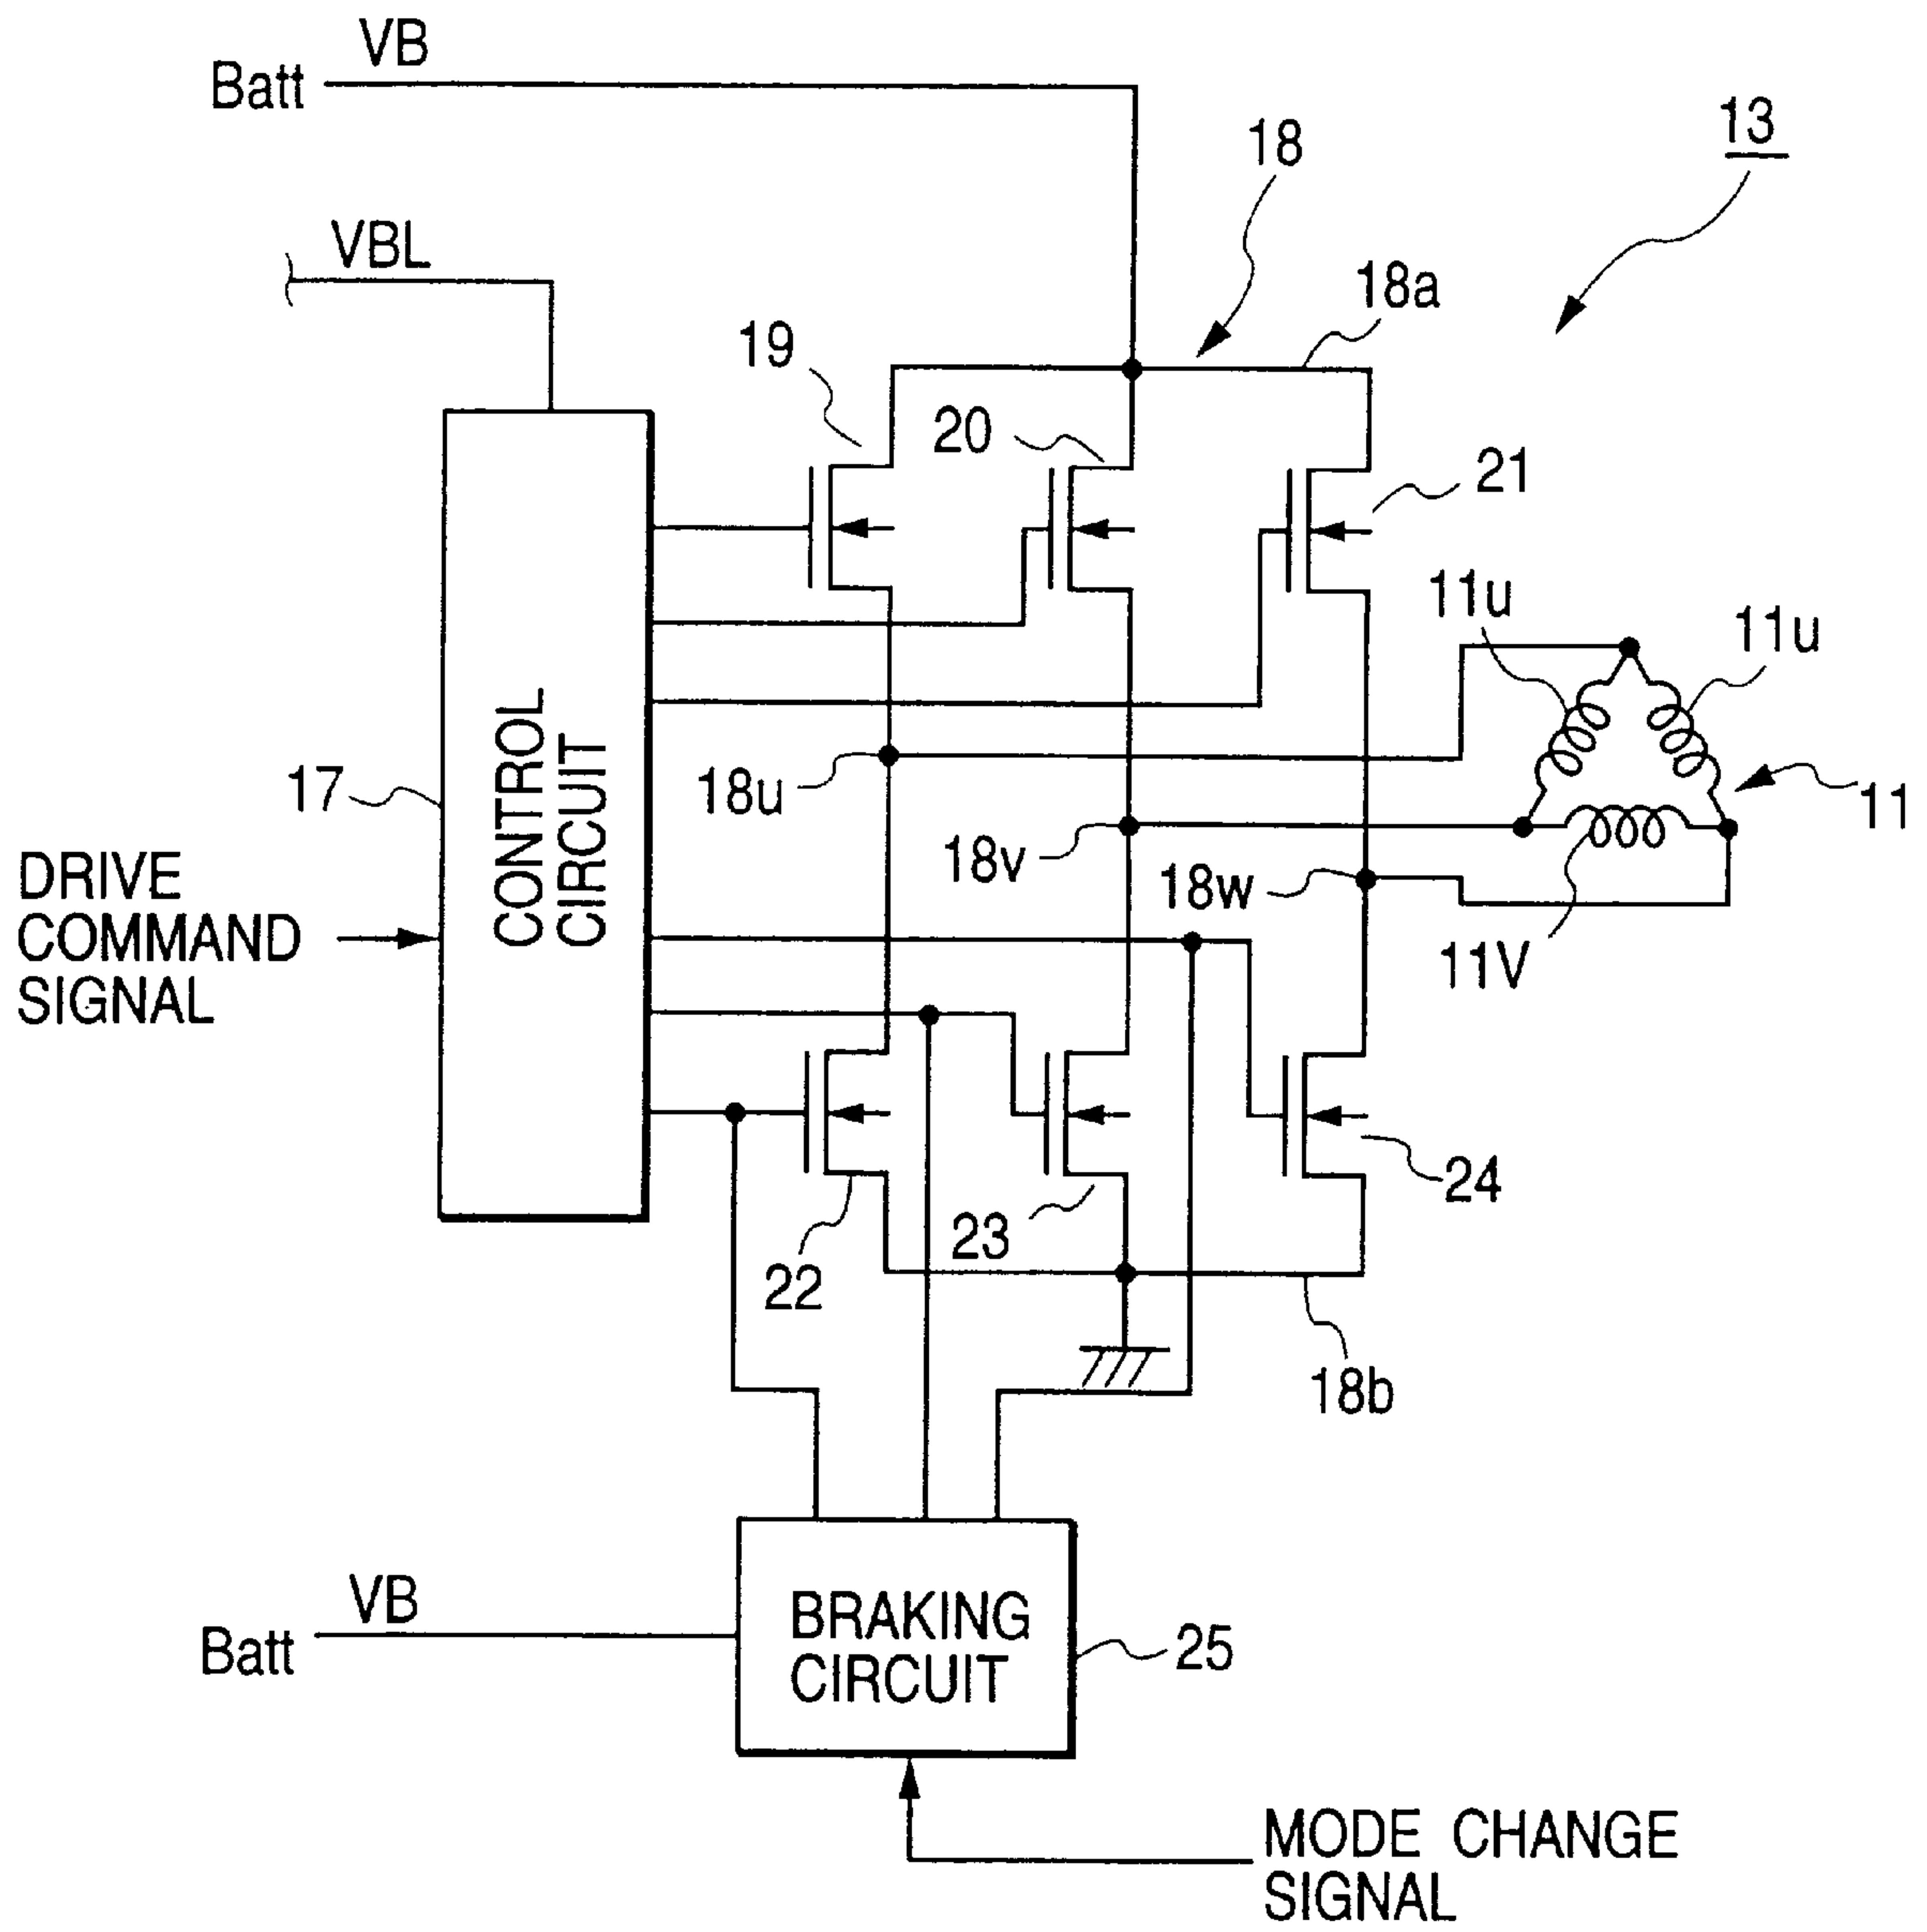 VB
Batt
13
18
VBL
18a
19
20
21
11u
11u
17
CONTROL
CIRCUIT
18u
11
18v
18w
DRIVE
COMMAND
SIGNAL
11V
24
23
22
18b
VB
Batt
BRAKING
CIRCUIT
25
MODE CHANGE
SIGNAL